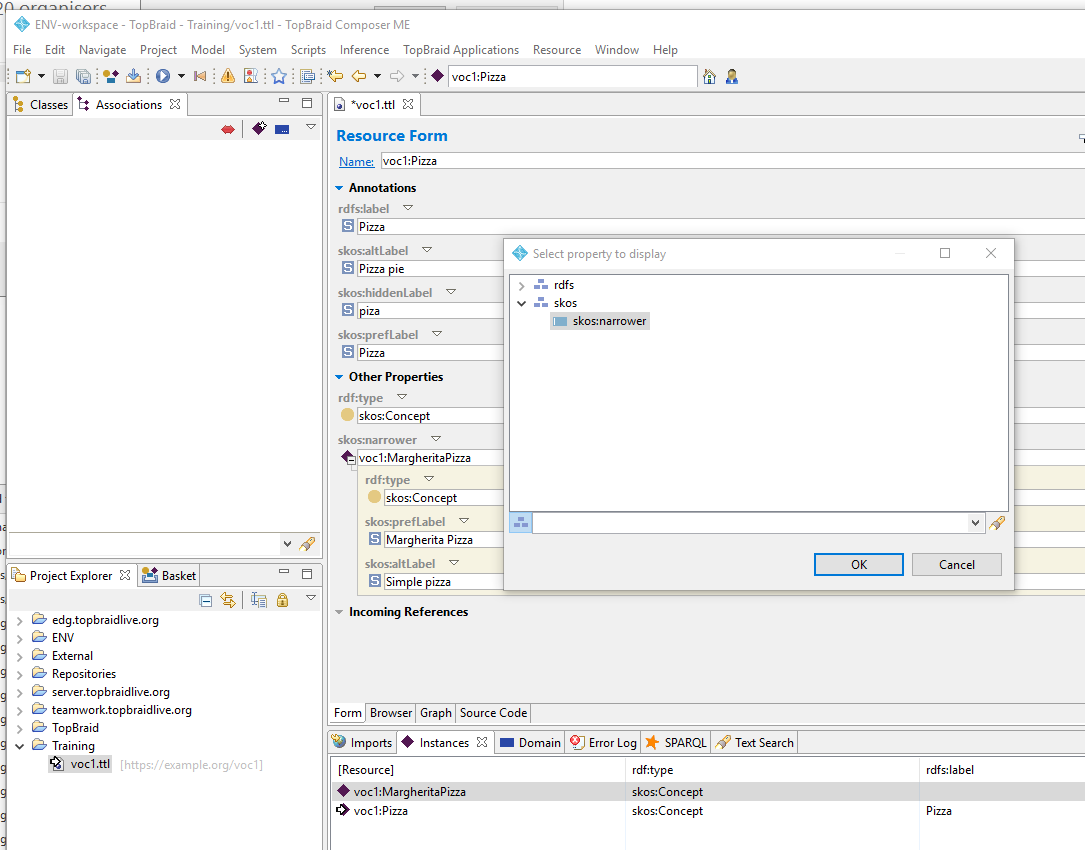 20 organisers
ENV-workspace - TopBraid - Training/voc1.ttl - TopBraid Composer ME
File Edit Navigate Project Model System Scripts Inference TopBraid Applications Resource Window Help
voc1:Pizza
Classes Associations
*voc1.ttl
Resource Form
Name: voc1:Pizza
Annotations
rdfs:label
S Pizza
skos:altLabel
S Pizza pie
skos:hiddenLabel
S piza
skos:prefLabel
S Pizza
Other Properties
rdf:type
skos:Concept
skos:narrower
voc1:MargheritaPizza
rdf:type
skos:Concept
skos:prefLabel
S Margherita Pizza
skos:altLabel
S Simple pizza
Incoming References
Form Browser Graph Source Code
Select property to display
rdfs
skos
skos:narrower
OK Cancel
Project Explorer Basket
edg.topbraidlive.org
ENV
External
Repositories
server.topbraidlive.org
teamwork.topbraidlive.org
TopBraid
Training
voc1.ttl [https://example.org/voc1]
Imports Instances Domain Error Log SPARQL Text Search
[Resource] rdf:type rdfs:label
voc1:MargheritaPizza skos:Concept
voc1:Pizza skos:Concept Pizza